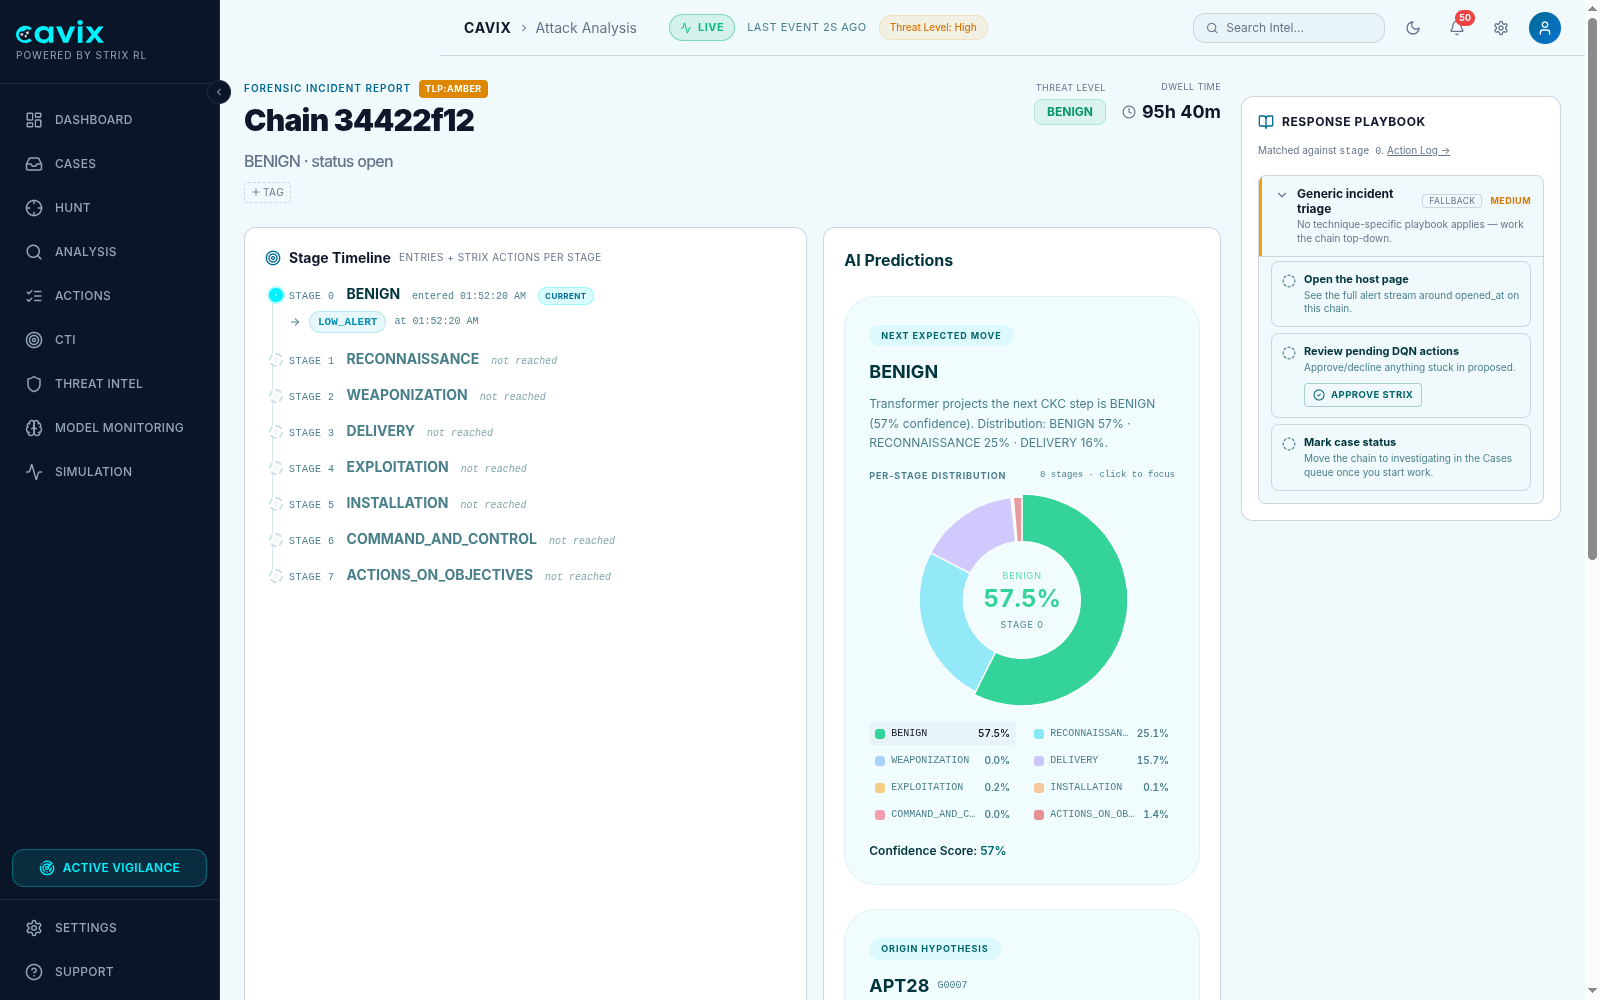 cavix
POWERED BY STRIX RL
DASHBOARD
CASES
HUNT
ANALYSIS
ACTIONS
CTI
THREAT INTEL
MODEL MONITORING
SIMULATION
ACTIVE VIGILANCE
SETTINGS
SUPPORT
CAVIX › Attack Analysis
LIVE
LAST EVENT 2S AGO
Threat Level: High
Search Intel...
50
FORENSIC INCIDENT REPORT TLP:AMBER
Chain 34422f12
BENIGN · status open
+ TAG
THREAT LEVEL
BENIGN
DWELL TIME
95h 40m
Stage Timeline ENTRIES + STRIX ACTIONS PER STAGE
STAGE 0 BENIGN entered 01:52:20 AM CURRENT
→ LOW_ALERT at 01:52:20 AM
STAGE 1 RECONNAISSANCE not reached
STAGE 2 WEAPONIZATION not reached
STAGE 3 DELIVERY not reached
STAGE 4 EXPLOITATION not reached
STAGE 5 INSTALLATION not reached
STAGE 6 COMMAND_AND_CONTROL not reached
STAGE 7 ACTIONS_ON_OBJECTIVES not reached
AI Predictions
NEXT EXPECTED MOVE
BENIGN
Transformer projects the next CKC step is BENIGN
(57% confidence). Distribution: BENIGN 57% ·
RECONNAISSANCE 25% · DELIVERY 16%.
PER-STAGE DISTRIBUTION 8 stages · click to focus
BENIGN
57.5%
STAGE 0
BENIGN 57.5%
RECONNAISSAN… 25.1%
WEAPONIZATION 0.0%
DELIVERY 15.7%
EXPLOITATION 0.2%
INSTALLATION 0.1%
COMMAND_AND_C… 0.0%
ACTIONS_ON_OB… 1.4%
Confidence Score: 57%
ORIGIN HYPOTHESIS
APT28 G0007
RESPONSE PLAYBOOK
Matched against stage 0. Action Log →
Generic incident
triage
FALLBACK MEDIUM
No technique-specific playbook applies — work
the chain top-down.
Open the host page
See the full alert stream around opened_at on
this chain.
Review pending DQN actions
Approve/decline anything stuck in proposed.
APPROVE STRIX
Mark case status
Move the chain to investigating in the Cases
queue once you start work.